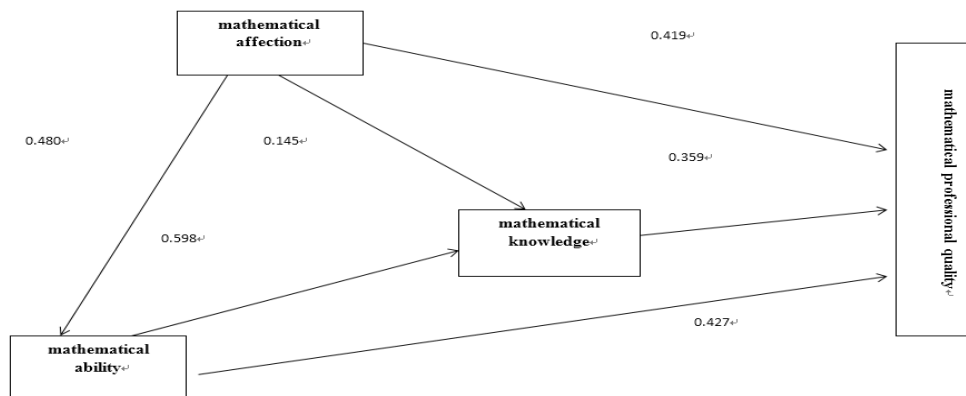 mathematical
affection↵
0.419↵
0.480↵
0.145↵
0.359↵
mathematical professional quality↵
mathematical
knowledge↵
0.598↵
0.427↵
mathematical
ability↵